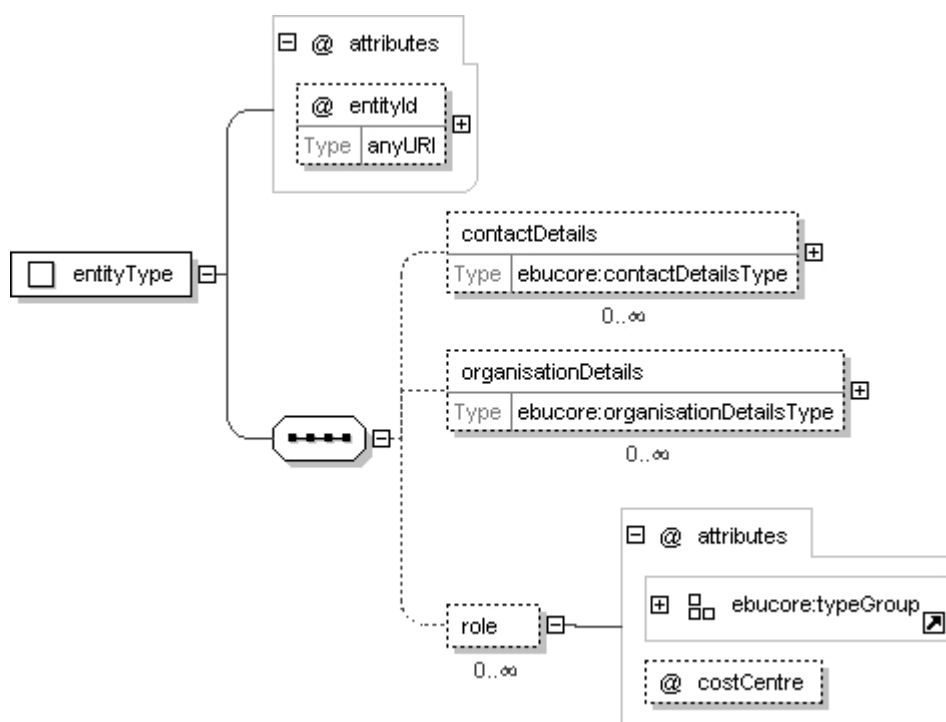 @ attributes
@ entityId
Type anyURI
entityType
contactDetails
Type ebucore:contactDetailsType
0..∞
organisationDetails
Type ebucore:organisationDetailsType
0..∞
@ attributes
ebucore:typeGroup
role
0..∞
@ costCentre